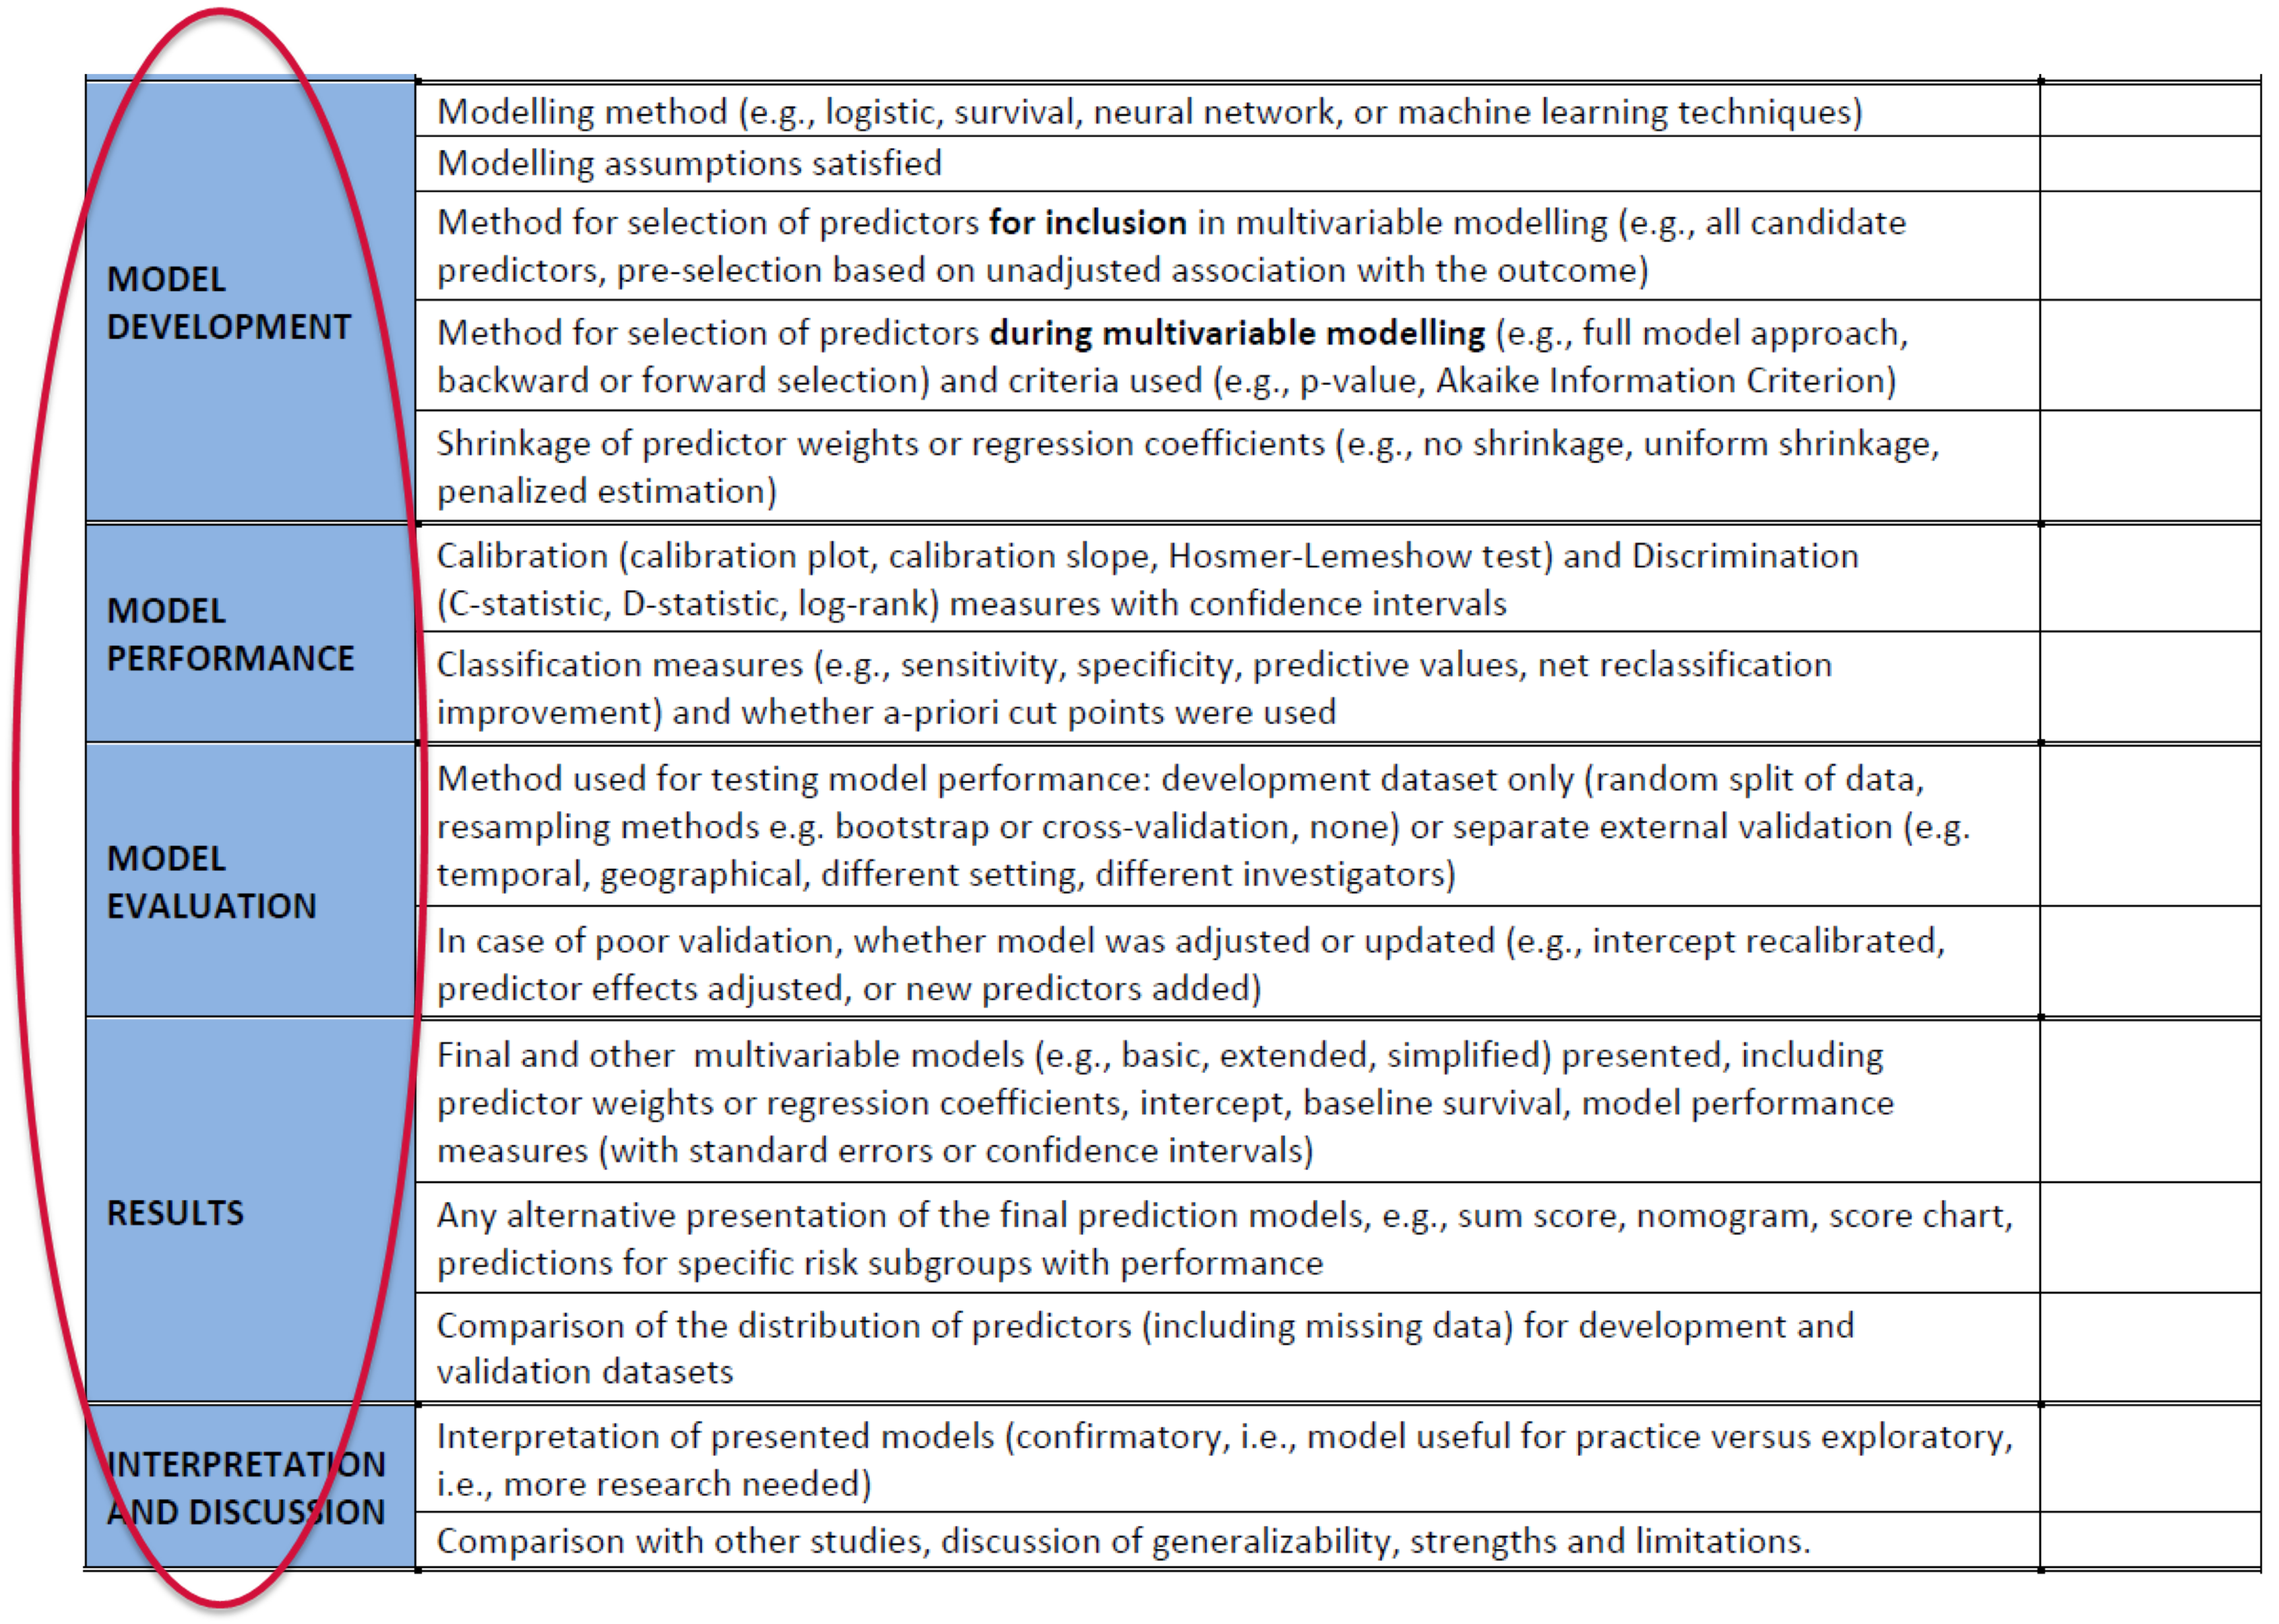 MODEL
DEVELOPMENT
Modelling method (e.g., logistic, survival, neural network, or machine learning techniques)
Modelling assumptions satisfied
Method for selection of predictors for inclusion in multivariable modelling (e.g., all candidate
predictors, pre-selection based on unadjusted association with the outcome)
Method for selection of predictors during multivariable modelling (e.g., full model approach,
backward or forward selection) and criteria used (e.g., p-value, Akaike Information Criterion)
Shrinkage of predictor weights or regression coefficients (e.g., no shrinkage, uniform shrinkage,
penalized estimation)
MODEL
PERFORMANCE
Calibration (calibration plot, calibration slope, Hosmer-Lemeshow test) and Discrimination
(C-statistic, D-statistic, log-rank) measures with confidence intervals
Classification measures (e.g., sensitivity, specificity, predictive values, net reclassification
improvement) and whether a-priori cut points were used
MODEL
EVALUATION
Method used for testing model performance: development dataset only (random split of data,
resampling methods e.g. bootstrap or cross-validation, none) or separate external validation (e.g.
temporal, geographical, different setting, different investigators)
In case of poor validation, whether model was adjusted or updated (e.g., intercept recalibrated,
predictor effects adjusted, or new predictors added)
RESULTS
Final and other  multivariable models (e.g., basic, extended, simplified) presented, including
predictor weights or regression coefficients, intercept, baseline survival, model performance
measures (with standard errors or confidence intervals)
Any alternative presentation of the final prediction models, e.g., sum score, nomogram, score chart,
predictions for specific risk subgroups with performance
Comparison of the distribution of predictors (including missing data) for development and
validation datasets
INTERPRETATION
AND DISCUSSION
Interpretation of presented models (confirmatory, i.e., model useful for practice versus exploratory,
i.e., more research needed)
Comparison with other studies, discussion of generalizability, strengths and limitations.